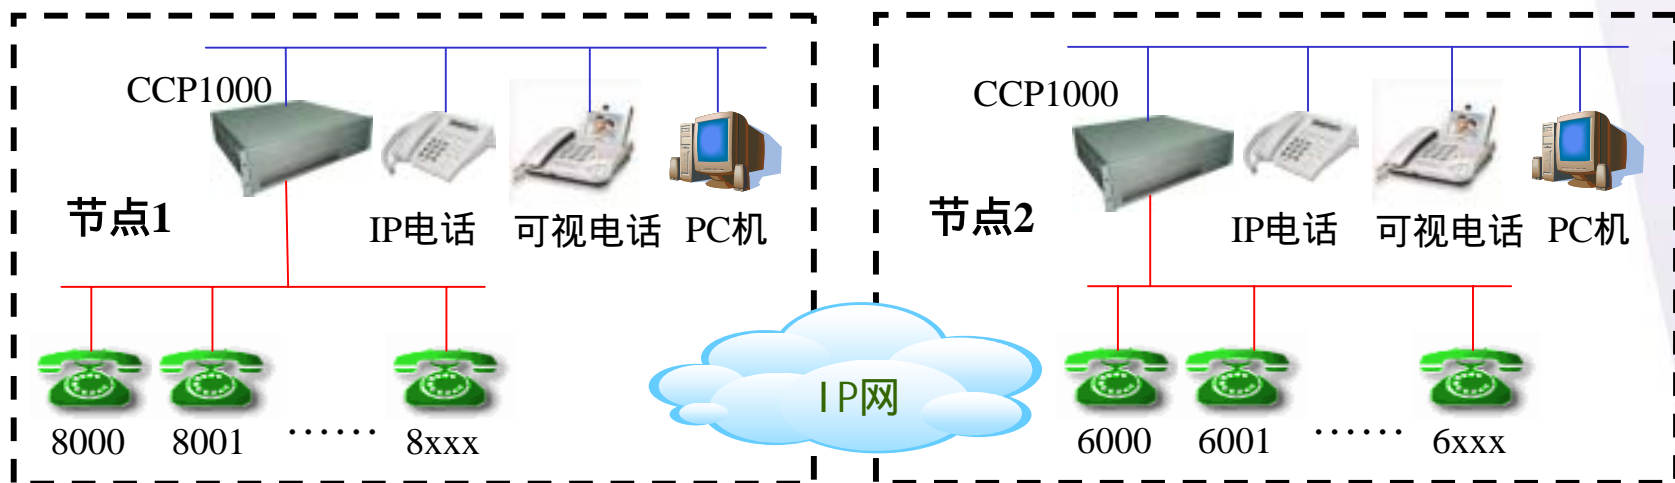 CCP1000
节点1
IP电话 可视电话 PC机
8000 8001 …… 8xxx
IP网
CCP1000
节点2
IP电话 可视电话 PC机
6000 6001 …… 6xxx